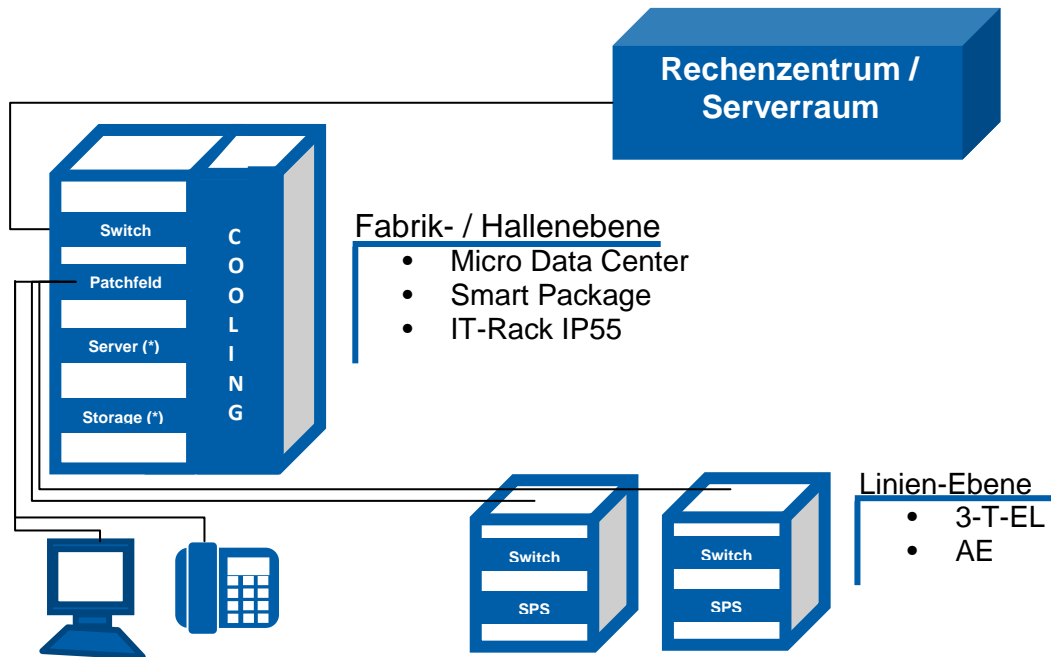 Rechenzentrum /
Serverraum
Switch
Patchfeld
Server (*)
Storage (*)
C
O
O
L
I
N
G
Fabrik- / Hallenebene
• Micro Data Center
• Smart Package
• IT-Rack IP55
Switch
SPS
Switch
SPS
Linien-Ebene
• 3-T-EL
• AE